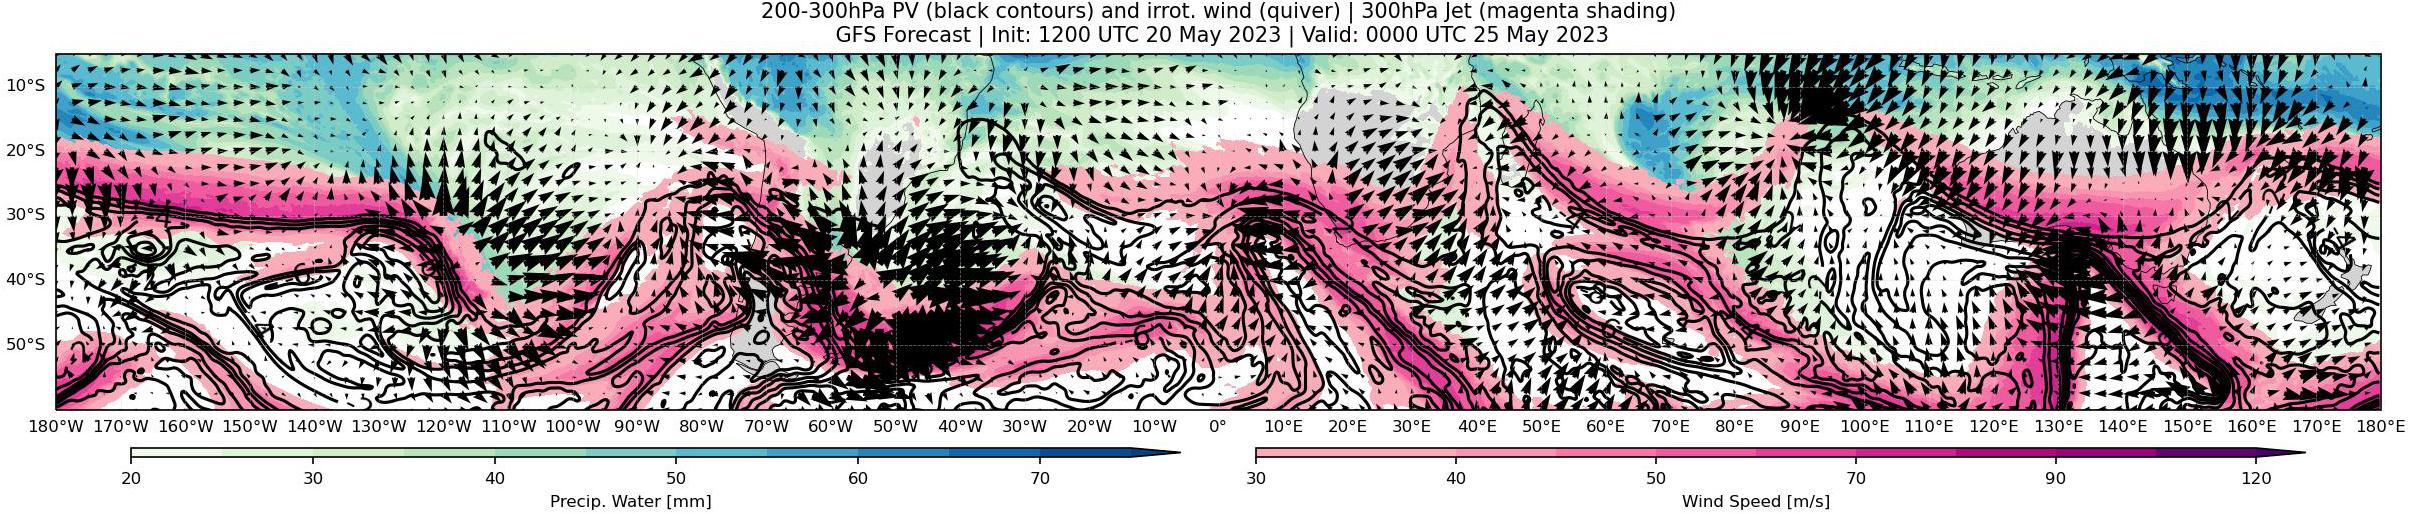 200-300hPa PV (black contours) and irrot. wind (quiver) | 300hPa Jet (magenta shading)
GFS Forecast | Init: 1200 UTC 20 May 2023 | Valid: 0000 UTC 25 May 2023
10°S
20°S
30°S
40°S
50°S
180°W 170°W 160°W 150°W 140°W 130°W 120°W 110°W 100°W 90°W 80°W 70°W 60°W 50°W 40°W 30°W 20°W 10°W 0° 10°E 20°E 30°E 40°E 50°E 60°E 70°E 80°E 90°E 100°E 110°E 120°E 130°E 140°E 150°E 160°E 170°E 180°E
20 30 40 50 60 70
Precip. Water [mm]
30 40 50 70 90 120
Wind Speed [m/s]